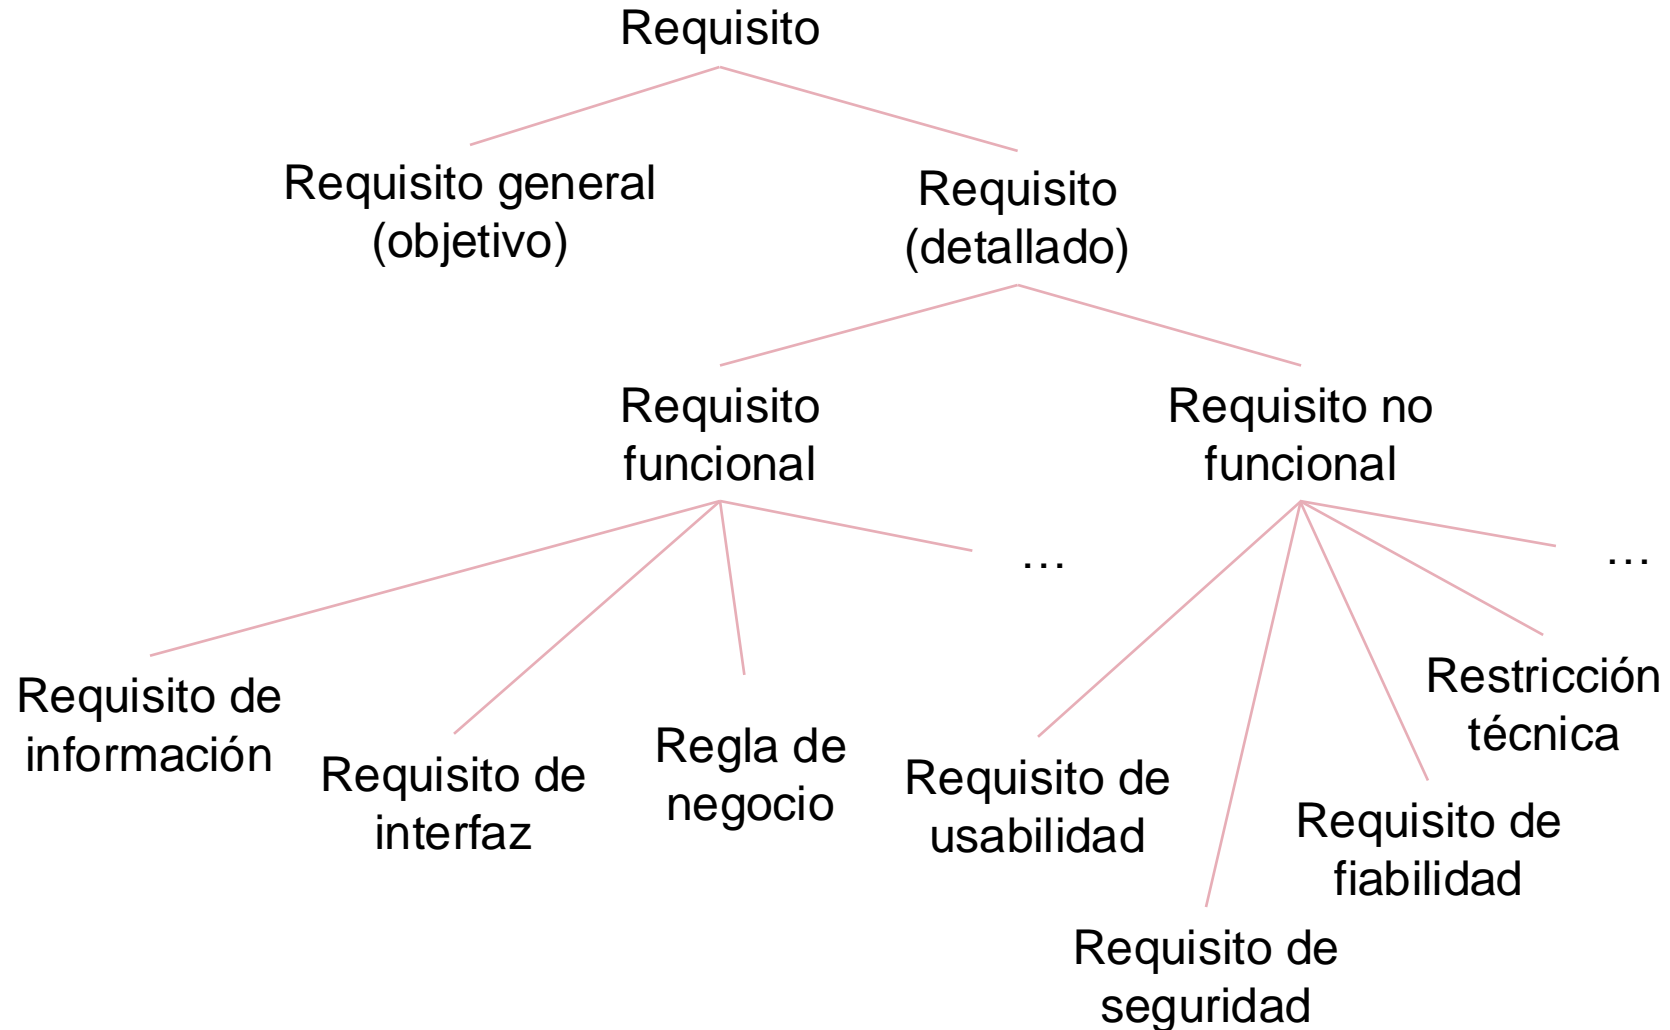 Requisito
Requisito general
(objetivo)
Requisito
(detallado)
Requisito
funcional
Requisito no
funcional
…
…
Requisito de
información
Requisito de
interfaz
Regla de
negocio
Requisito de
usabilidad
Requisito de
seguridad
Requisito de
fiabilidad
Restricción
técnica